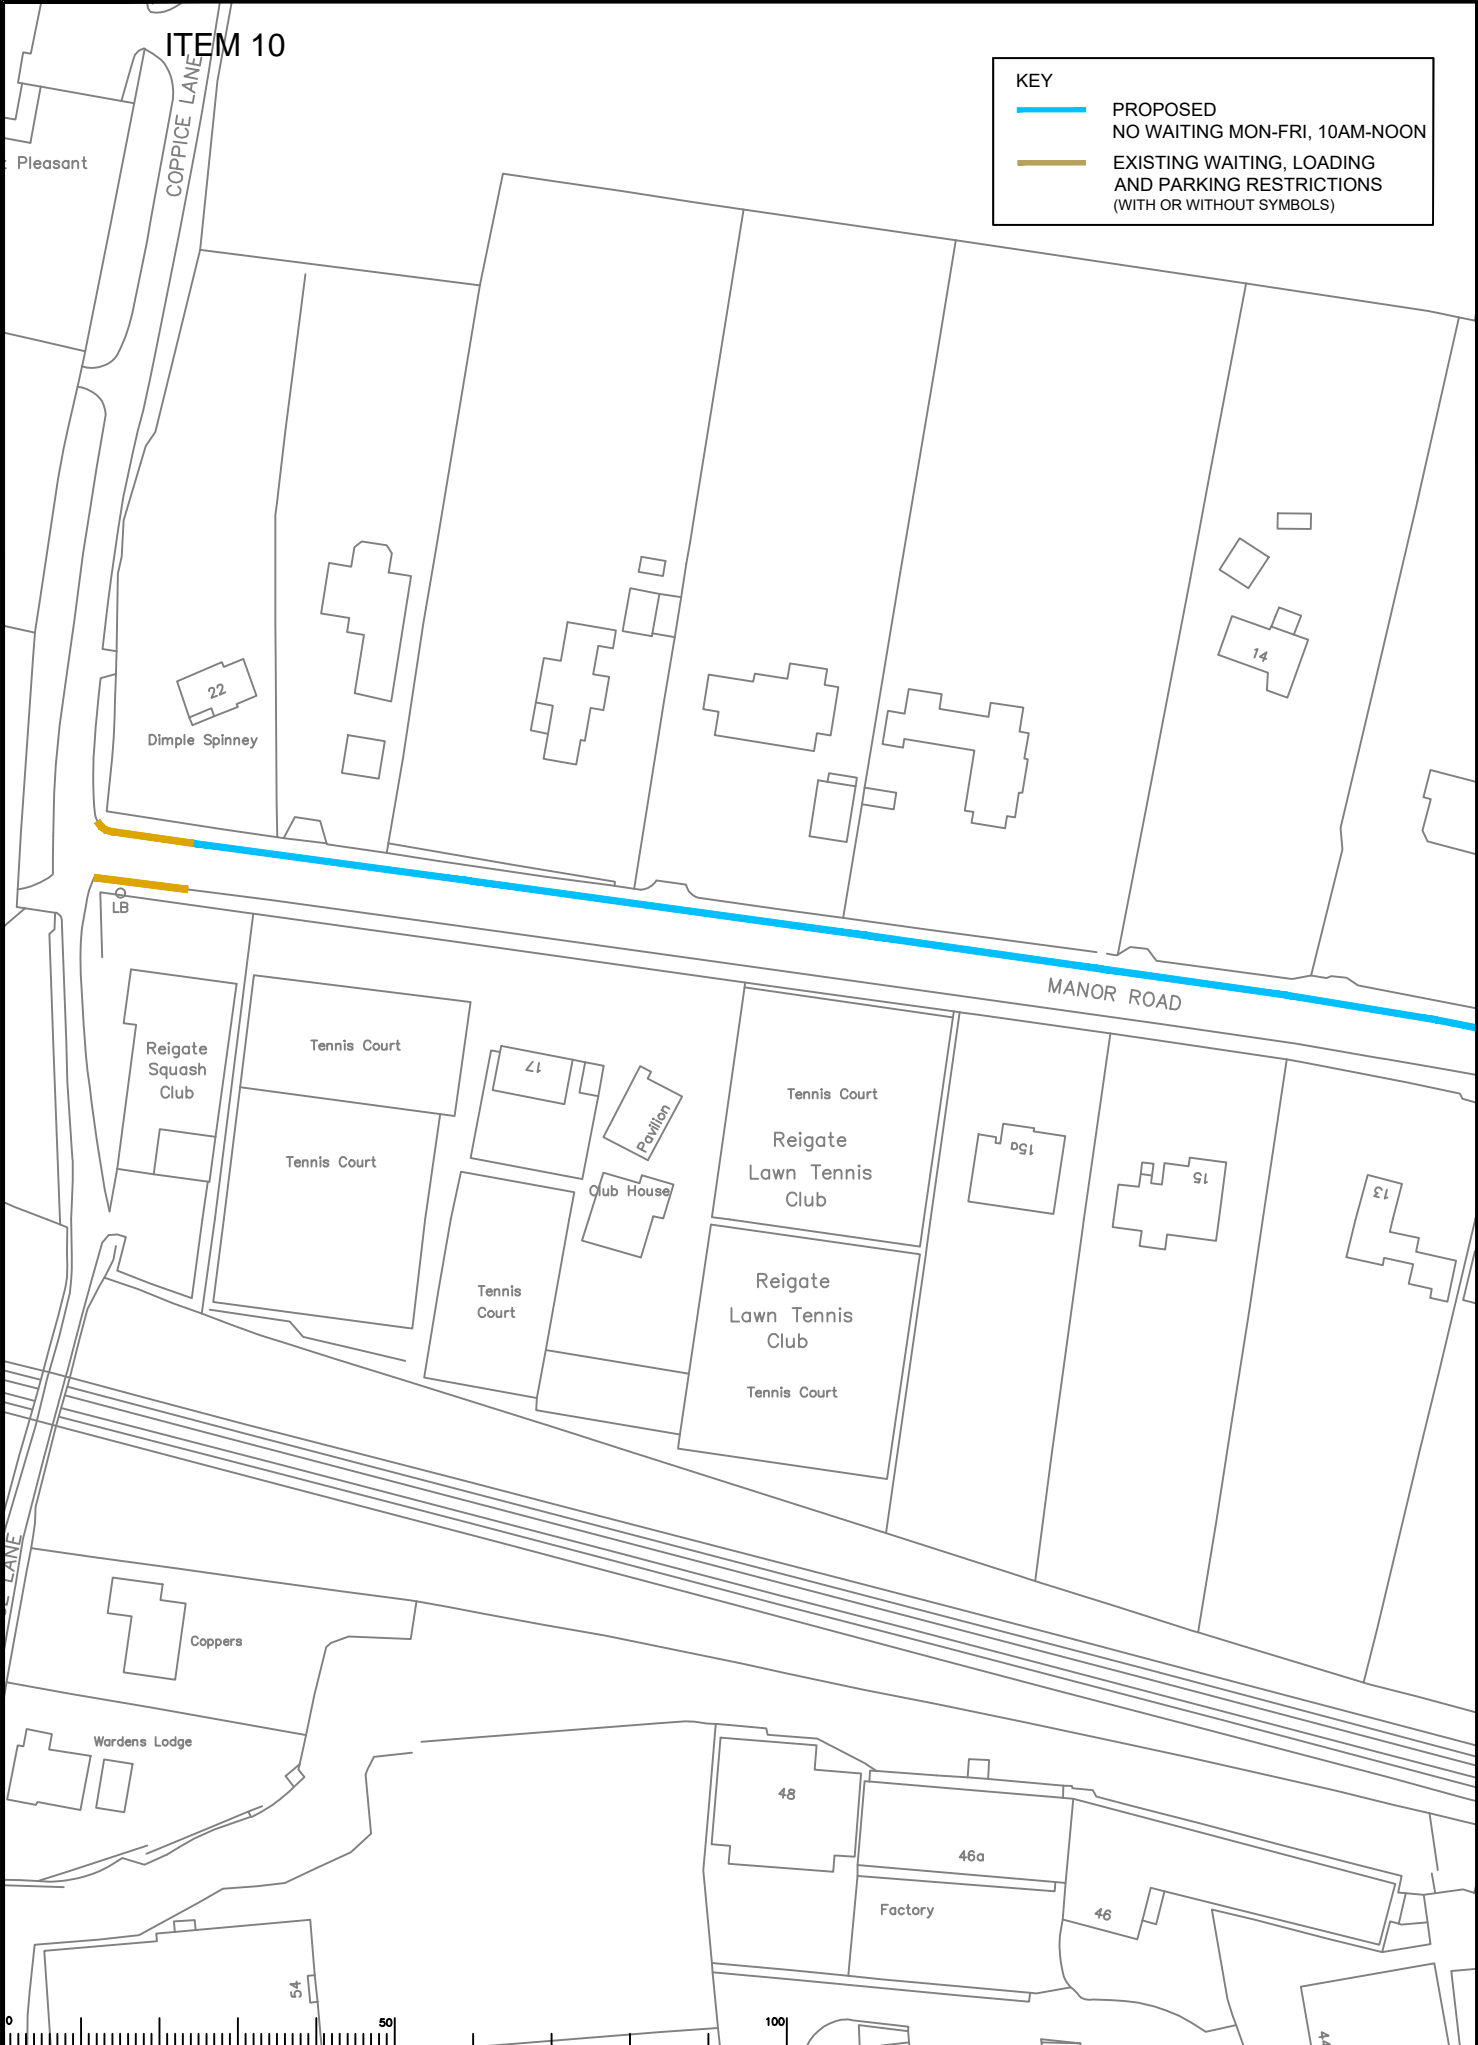 ITEM 10
KEY
PROPOSED
NO WAITING MON-FRI, 10AM-NOON
EXISTING WAITING, LOADING
AND PARKING RESTRICTIONS
(WITH OR WITHOUT SYMBOLS)
COPPICE LANE
Pleasant
14
22
Dimple Spinney
LB
MANOR ROAD
Reigate
Squash
Club
Tennis Court
Tennis Court
17
Pavilion
Club House
Tennis
Court
Tennis Court
Reigate
Lawn Tennis
Club
Reigate
Lawn Tennis
Club
Tennis Court
15a
15
13
LANE
Coppers
Wardens Lodge
48
46a
Factory
46
54
0
50
100